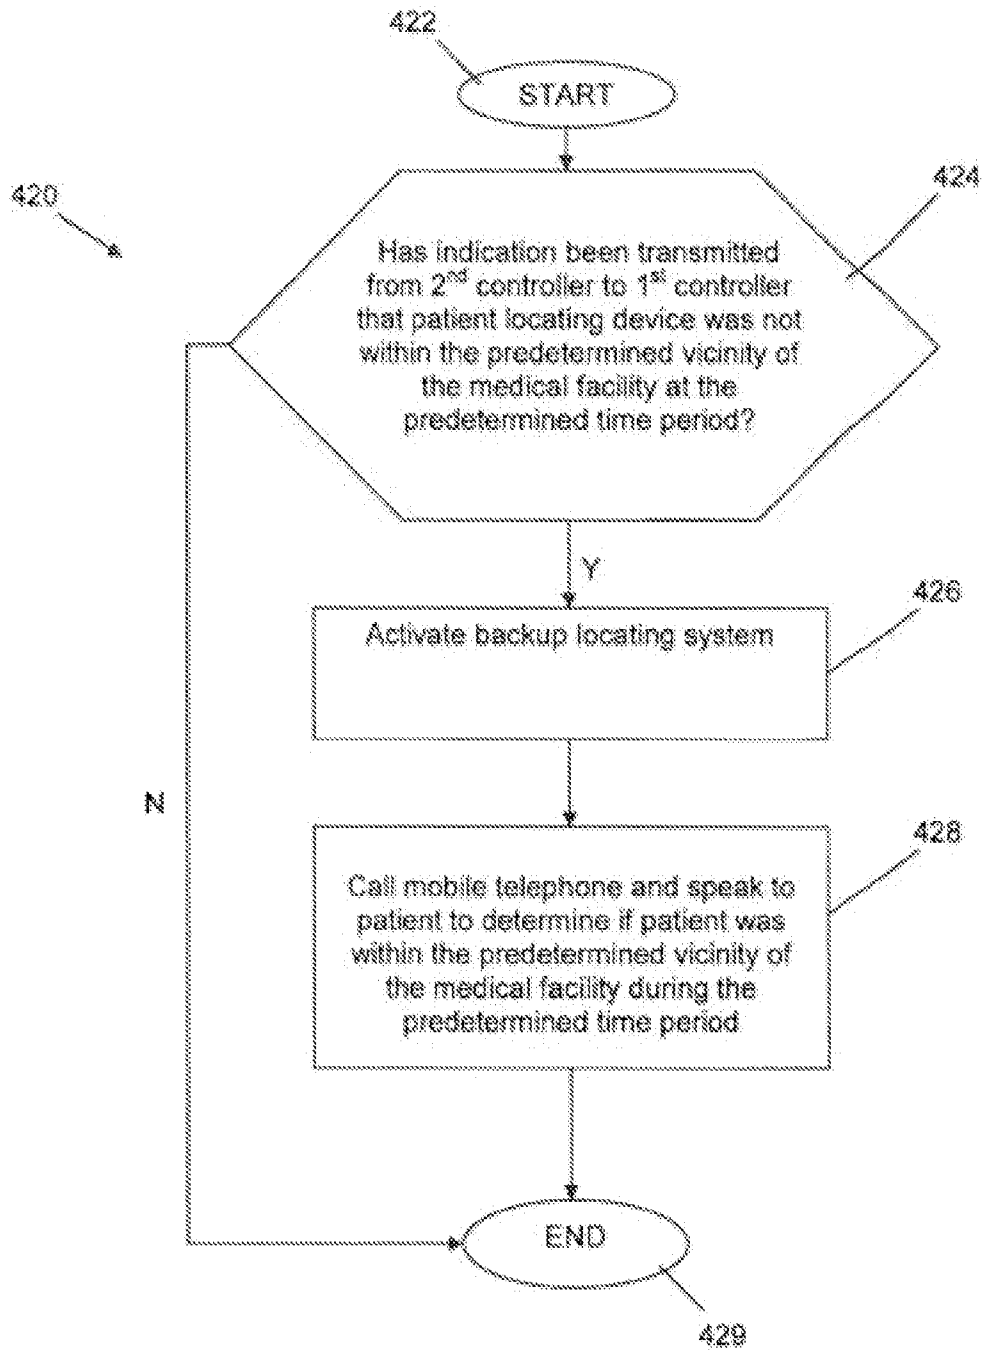 422
START
420
424
Has indication been transmitted
from 2nd controller to 1st controller
that patient locating device was not
within the predetermined vicinity of
the medical facility at the
predetermined time period?
Y
426
Activate backup locating system
N
428
Call mobile telephone and speak to
patient to determine if patient was
within the predetermined vicinity of
the medical facility during the
predetermined time period
END
429